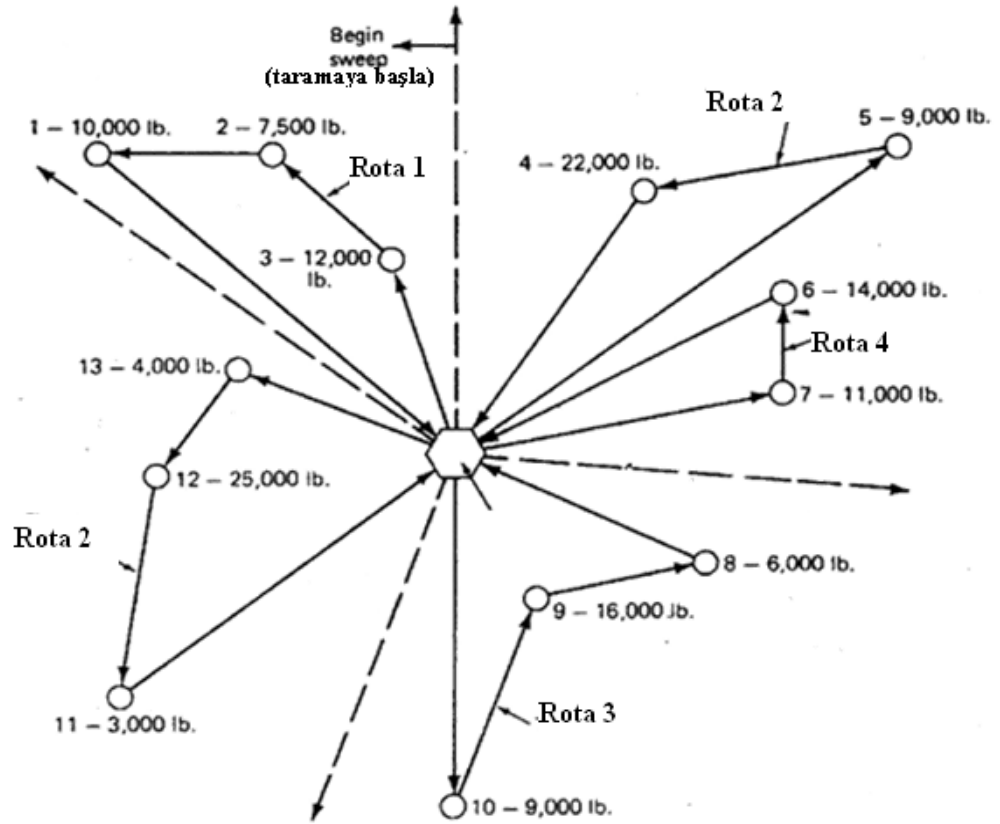 Begin
sweep
(taramaya başla)
Rota 2
5 – 9,000 lb.
1 – 10,000 lb.
2 – 7,500 lb.
4 – 22,000 lb.
Rota 1
3 – 12,000
lb.
6 – 14,000 lb.
Rota 4
13 – 4,000 lb.
7 – 11,000 lb.
12 – 25,000 lb.
Rota 2
8 – 6,000 lb.
9 – 16,000 lb.
11 – 3,000 lb.
Rota 3
10 – 9,000 lb.